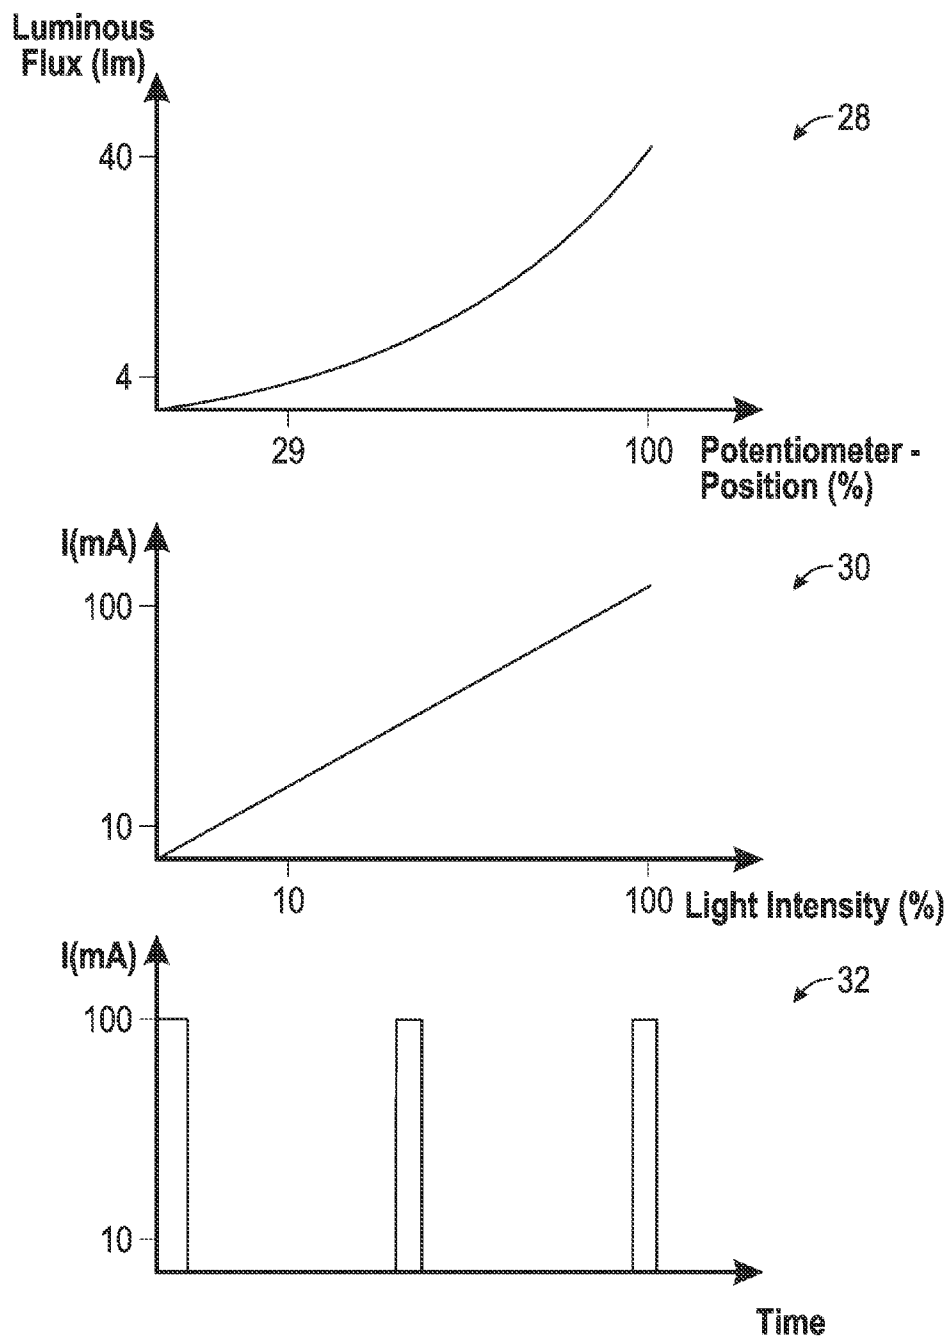 Luminous
Flux (lm)
28
40
4
29
100
Potentiometer -
Position (%)
I(mA)
30
100
10
10
100
Light Intensity (%)
I(mA)
32
100
10
Time